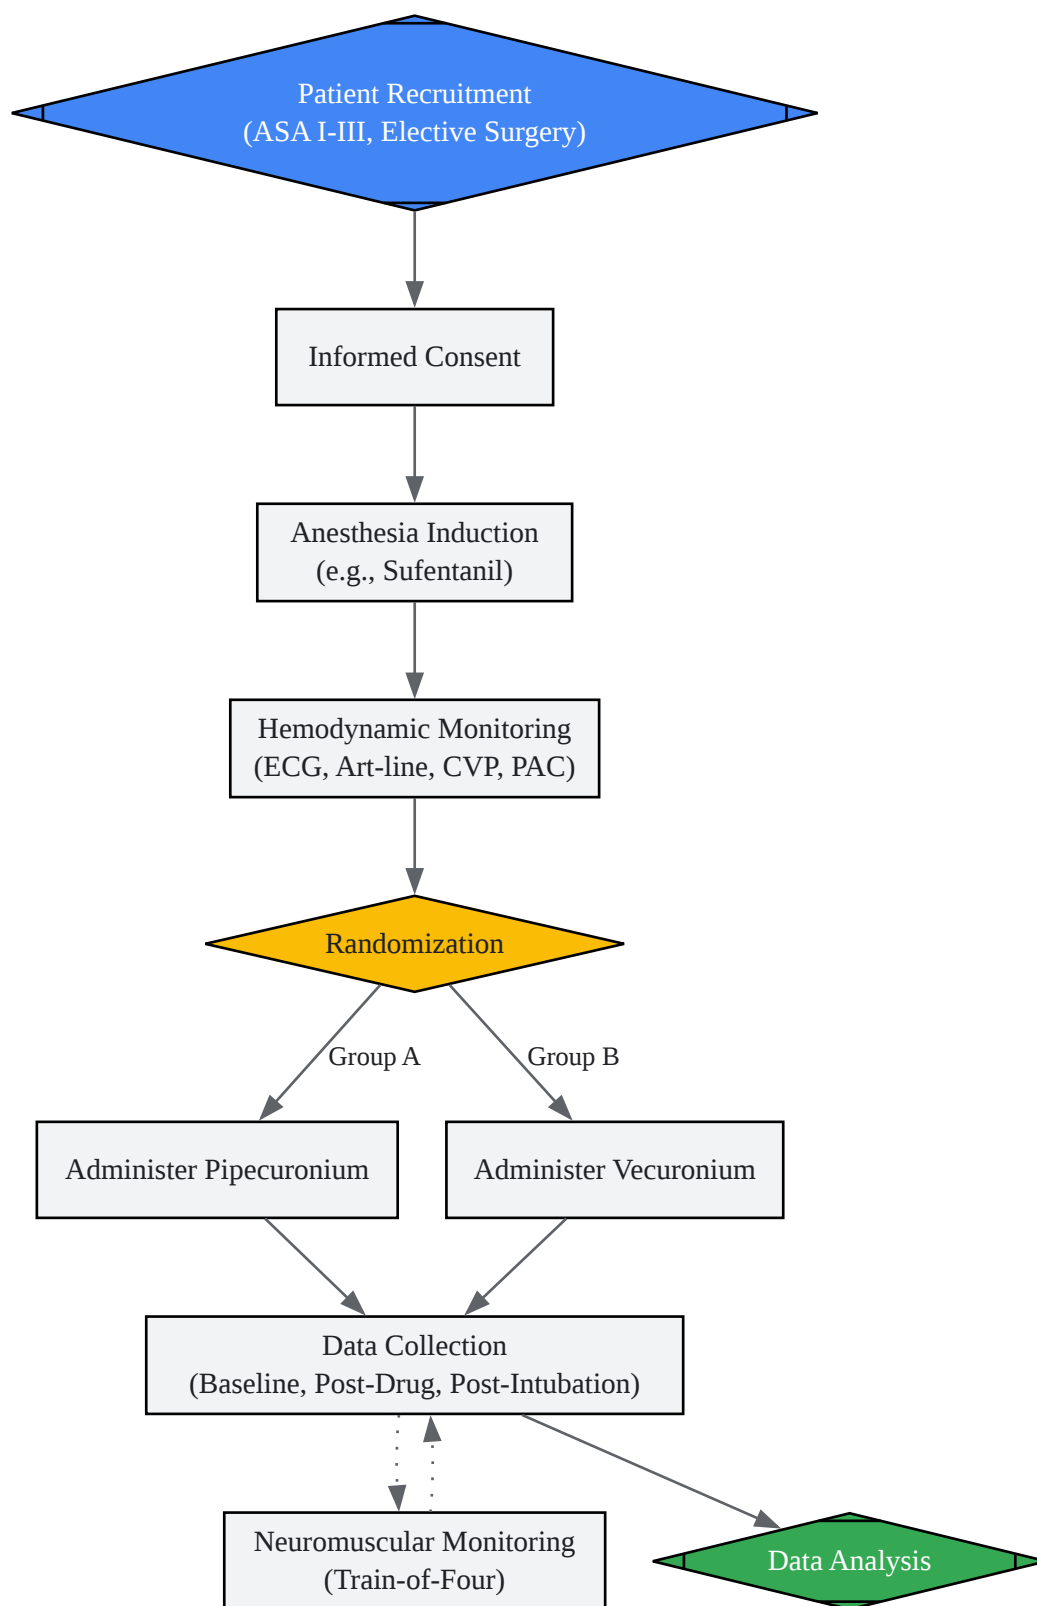 Patient Recruitment
(ASA I-III, Elective Surgery)
Informed Consent
Anesthesia Induction
(e.g., Sufentanil)
Hemodynamic Monitoring
(ECG, Art-line, CVP, PAC)
Randomization
Group A
Group B
Administer Pipecuronium
Administer Vecuronium
Data Collection
(Baseline, Post-Drug, Post-Intubation)
Neuromuscular Monitoring
(Train-of-Four)
Data Analysis